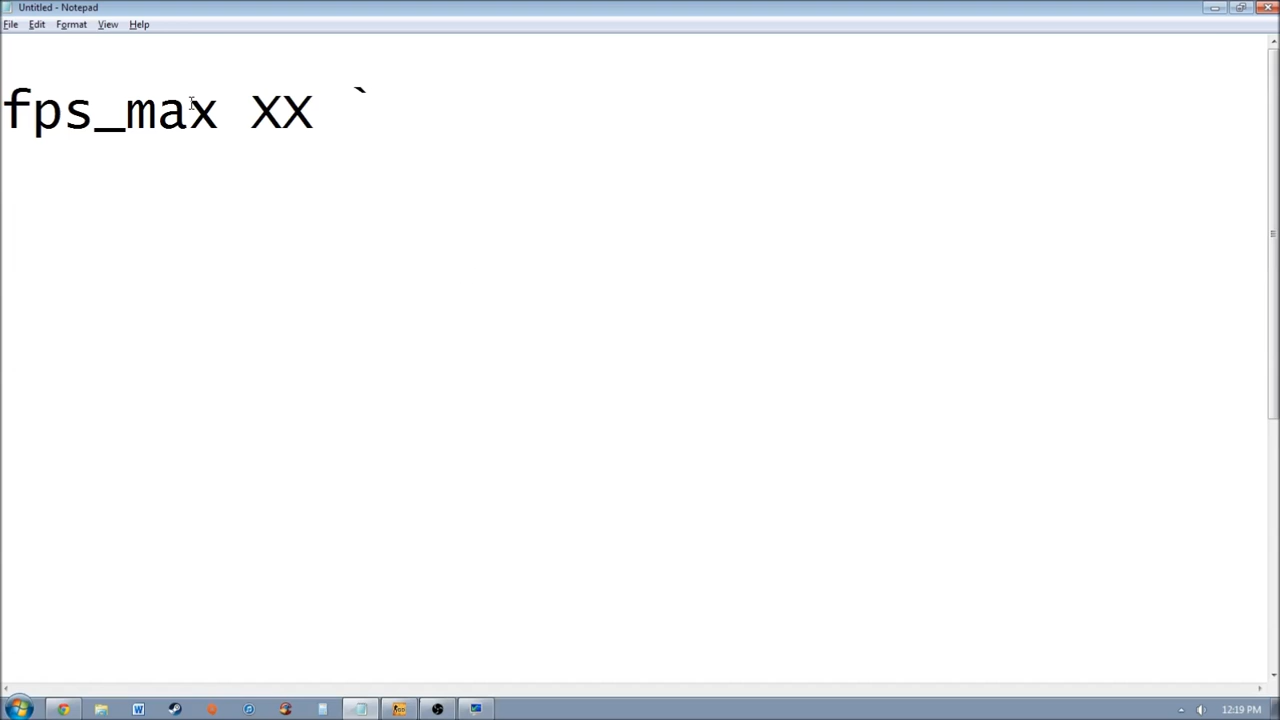 Untitled - Notepad
File Edit Format View Help
fps_max XX `
12:19 PM